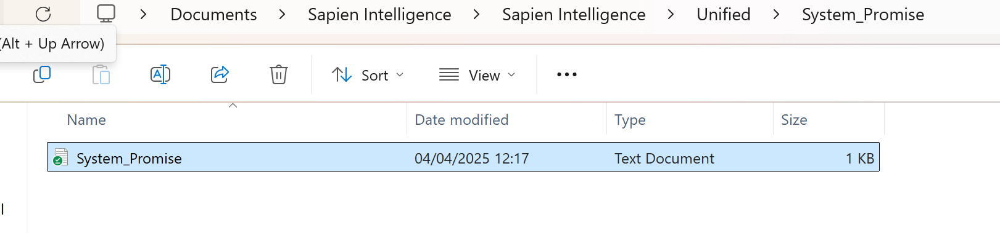 Documents > Sapien Intelligence > Sapien Intelligence > Unified > System_Promise
(Alt + Up Arrow)
Sort View
Name Date modified Type Size
System_Promise 04/04/2025 12:17 Text Document 1 KB